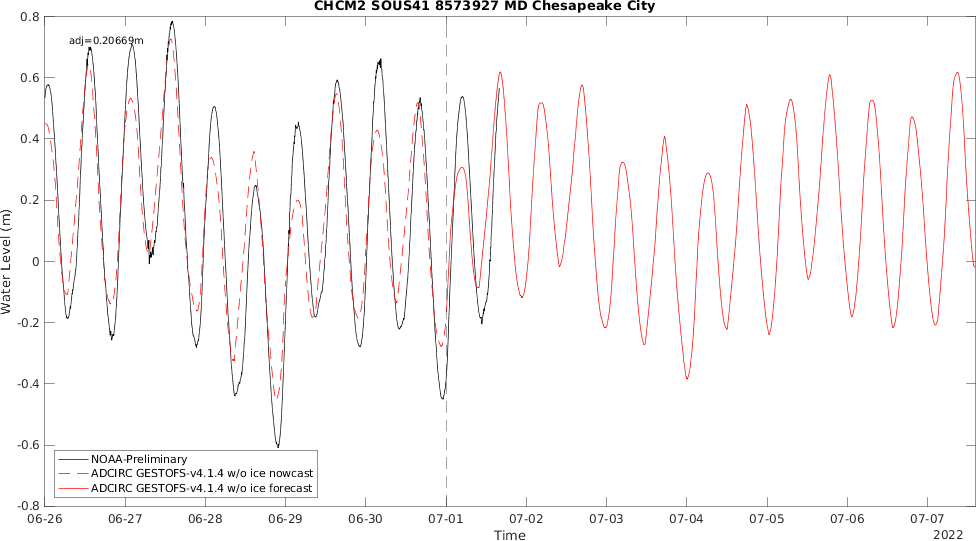 CHCM2 SOUS41 8573927 MD Chesapeake City
adj=0.20669m
0.8
0.6
0.4
0.2
0
-0.2
-0.4
-0.6
-0.8
Water Level (m)
NOAA-Preliminary
ADCIRC GESTOFS-v4.1.4 w/o ice nowcast
ADCIRC GESTOFS-v4.1.4 w/o ice forecast
06-26 06-27 06-28 06-29 06-30 07-01 07-02 07-03 07-04 07-05 07-06 07-07
Time
2022